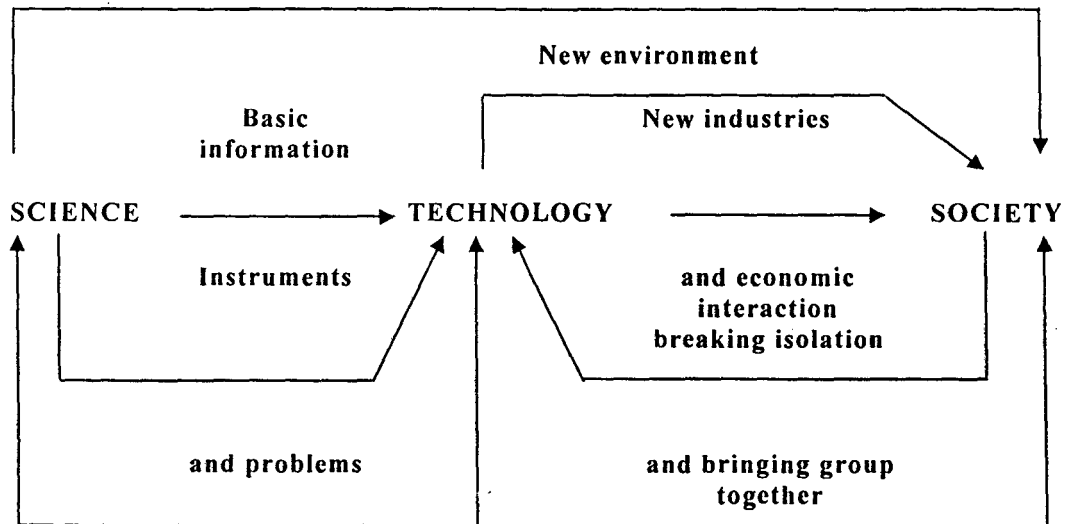 New environment
Basic
information
New industries
SCIENCE
TECHNOLOGY
SOCIETY
Instruments
and economic
interaction
breaking isolation
and problems
and bringing group
together